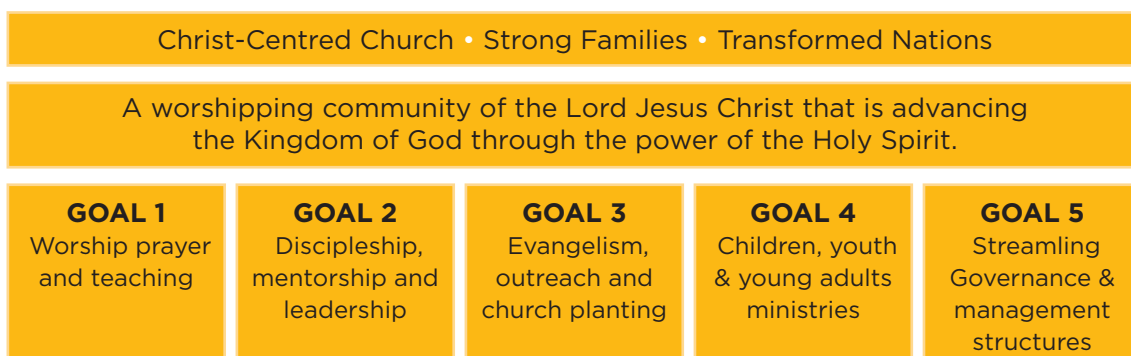 Christ-Centred Church • Strong Families • Transformed Nations
A worshipping community of the Lord Jesus Christ that is advancing
the Kingdom of God through the power of the Holy Spirit.
GOAL 1
Worship prayer
and teaching
GOAL 2
Discipleship,
mentorship and
leadership
GOAL 3
Evangelism,
outreach and
church planting
GOAL 4
Children, youth
& young adults
ministries
GOAL 5
Streamling
Governance &
management
structures